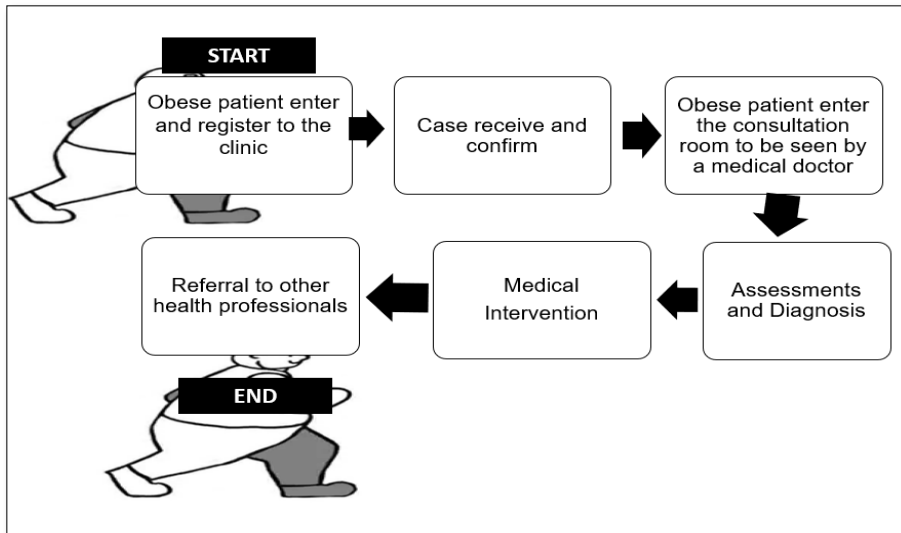 START
Obese patient enter
and register to the
clinic
Case receive and
confirm
Obese patient enter
the consultation
room to be seen by
a medical doctor
Assessments
and Diagnosis
Medical
Intervention
Referral to other
health professionals
END